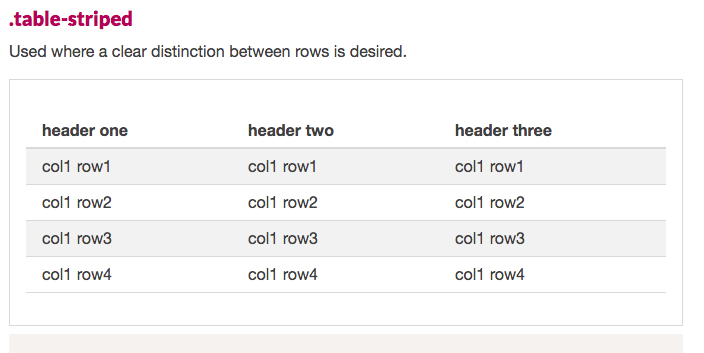 .table-striped
Used where a clear distinction between rows is desired.
header one header two header three
col1 row1 col1 row1 col1 row1
col1 row2 col1 row2 col1 row2
col1 row3 col1 row3 col1 row3
col1 row4 col1 row4 col1 row4